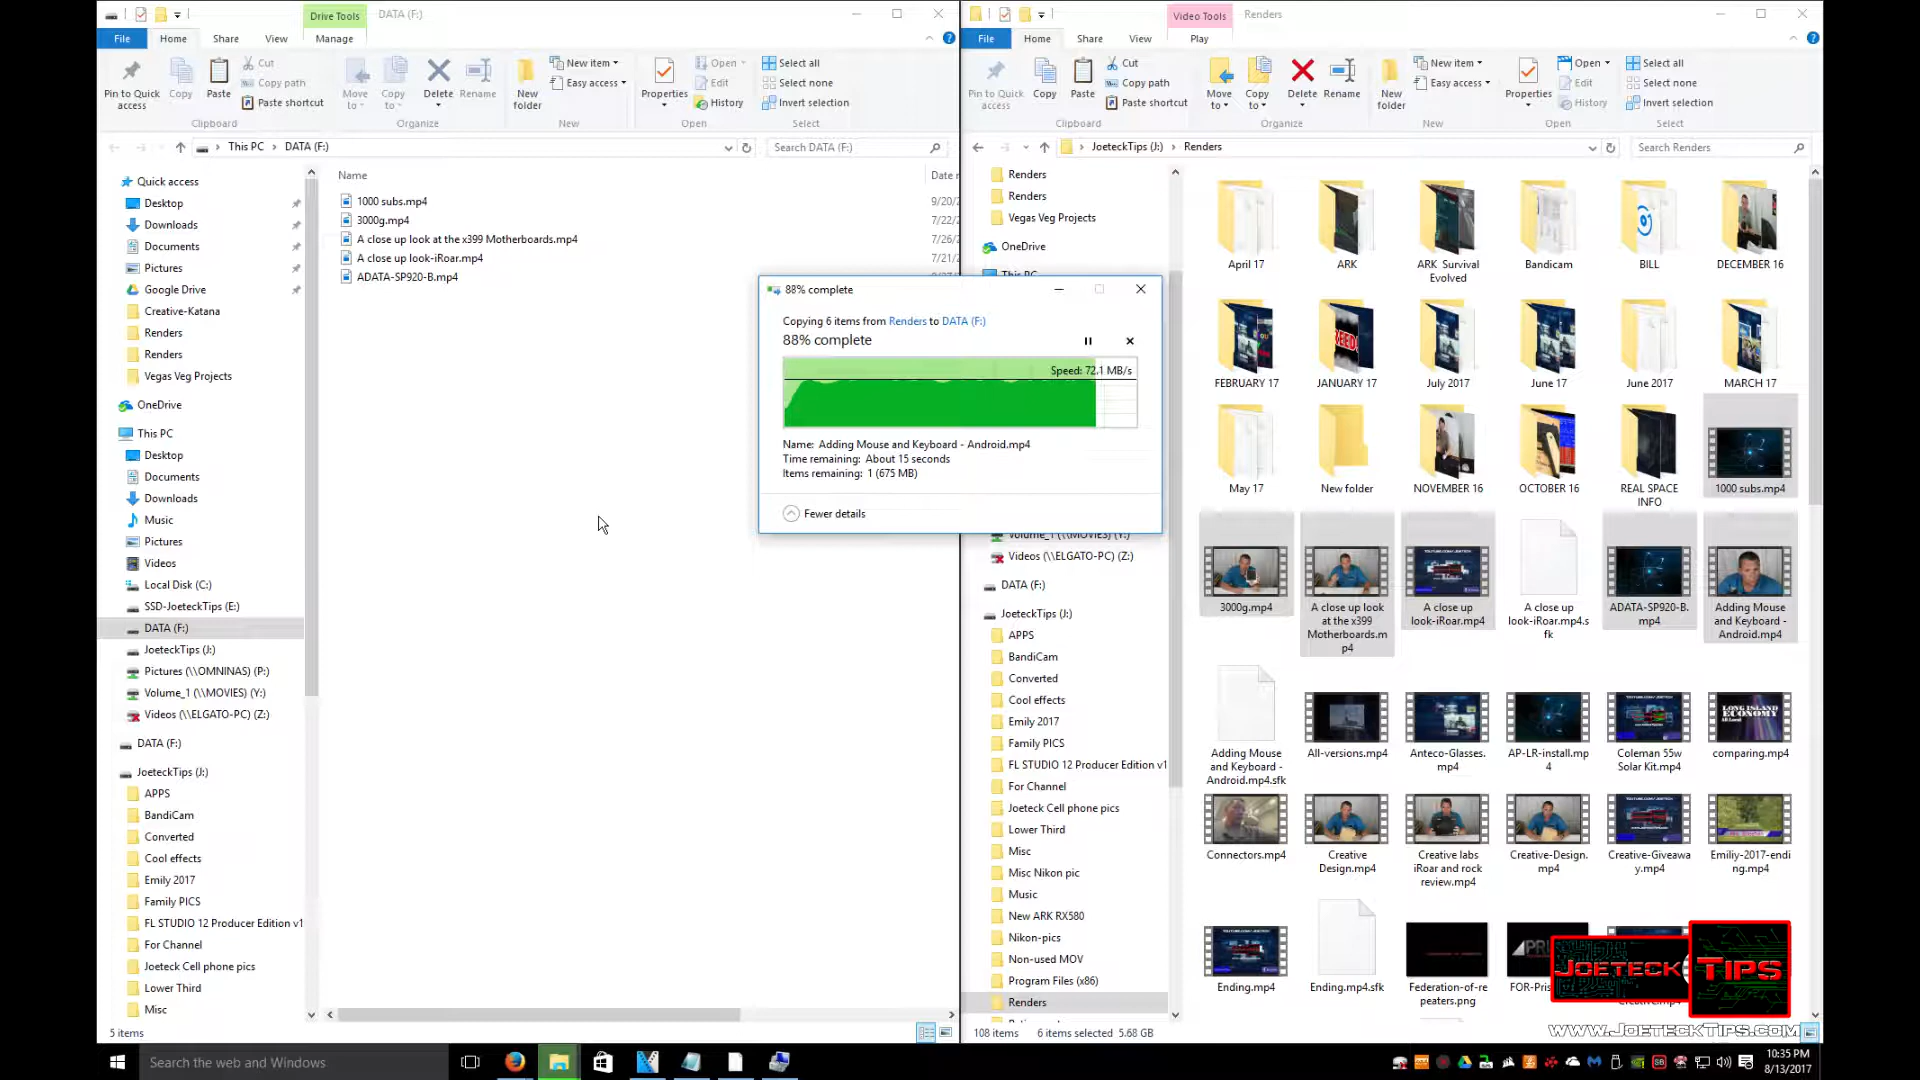 Drive Tools
DATA (F:)
File
Home
Share
View
Manage
Pin to Quick access
Copy
Paste
Cut
Copy path
Paste shortcut
Clipboard
Move to
Copy to
Delete
Rename
Organize
New folder
New item
Easy access
New
Properties
Open
Edit
History
Open
Select all
Select none
Invert selection
Select
This PC > DATA (F:)
Search DATA (F:)
Quick access
Desktop
Downloads
Documents
Pictures
Google Drive
Creative-Katana
Renders
Renders
Vegas Veg Projects
OneDrive
This PC
Desktop
Documents
Downloads
Music
Pictures
Videos
Local Disk (C:)
SSD-JoeteckTips (E:)
DATA (F:)
JoeteckTips (J:)
Pictures (\\OMNINAS) (P:)
Volume_1 (\\MOVIES) (Y:)
Videos (\\ELGATO-PC) (Z:)
DATA (F:)
JoeteckTips (J:)
APPS
BandiCam
Converted
Cool effects
Emily 2017
Family PICS
FL STUDIO 12 Producer Edition v1
For Channel
Joeteck Cell phone pics
Lower Third
Misc
Name
Date
1000 subs.mp4
9/20/
3000g.mp4
7/22/
A close up look at the x399 Motherboards.mp4
7/26/
A close up look-iRoar.mp4
7/21/
ADATA-SP920-B.mp4
5 items
88% complete
Copying 6 items from Renders to DATA (F:)
88% complete
Speed: 72.1 MB/s
Name: Adding Mouse and Keyboard - Android.mp4
Time remaining: About 15 seconds
Items remaining: 1 (675 MB)
Fewer details
Video Tools
Renders
File
Home
Share
View
Play
Pin to Quick access
Copy
Paste
Cut
Copy path
Paste shortcut
Clipboard
Move to
Copy to
Delete
Rename
Organize
New folder
New item
Easy access
New
Properties
Open
Edit
History
Open
Select all
Select none
Invert selection
Select
JoeteckTips (J:) > Renders
Search Renders
Renders
Renders
Vegas Veg Projects
OneDrive
This PC
Volume_1 (\\MOVIES) (Y:)
Videos (\\ELGATO-PC) (Z:)
DATA (F:)
JoeteckTips (J:)
APPS
BandiCam
Converted
Cool effects
Emily 2017
Family PICS
FL STUDIO 12 Producer Edition v1
For Channel
Joeteck Cell phone pics
Lower Third
Misc
Misc Nikon pic
Music
New ARK RX580
Nikon-pics
Non-used MOV
Program Files (x86)
Renders
April 17
ARK
ARK Survival Evolved
Bandicam
BILL
DECEMBER 16
FEBRUARY 17
JANUARY 17
July 2017
June 17
June 2017
MARCH 17
May 17
New folder
NOVEMBER 16
OCTOBER 16
REAL SPACE INFO
1000 subs.mp4
3000g.mp4
A close up look at the x399 Motherboards.mp4
A close up look-iRoar.mp4
A close up look-iRoar.mp4.sfk
ADATA-SP920-B.mp4
Adding Mouse and Keyboard - Android.mp4
Adding Mouse and Keyboard - Android.mp4.sfk
All-versions.mp4
Anteco-Glasses.mp4
AP-LR-install.mp4
Coleman 55w Solar Kit.mp4
LONG ISLAND ECONOMY
comparing.mp4
Connectors.mp4
Creative Design.mp4
Creative labs iRoar and rock review.mp4
Creative-Design.mp4
Creative-Giveaway.mp4
Emiliy-2017-ending.mp4
Ending.mp4
Ending.mp4.sfk
Federation-of-repeaters.png
JOETECK TIPS
WWW.JOETECKTIPS.COM
108 items
6 items selected 5.68 GB
Search the web and Windows
10:35 PM
8/13/2017